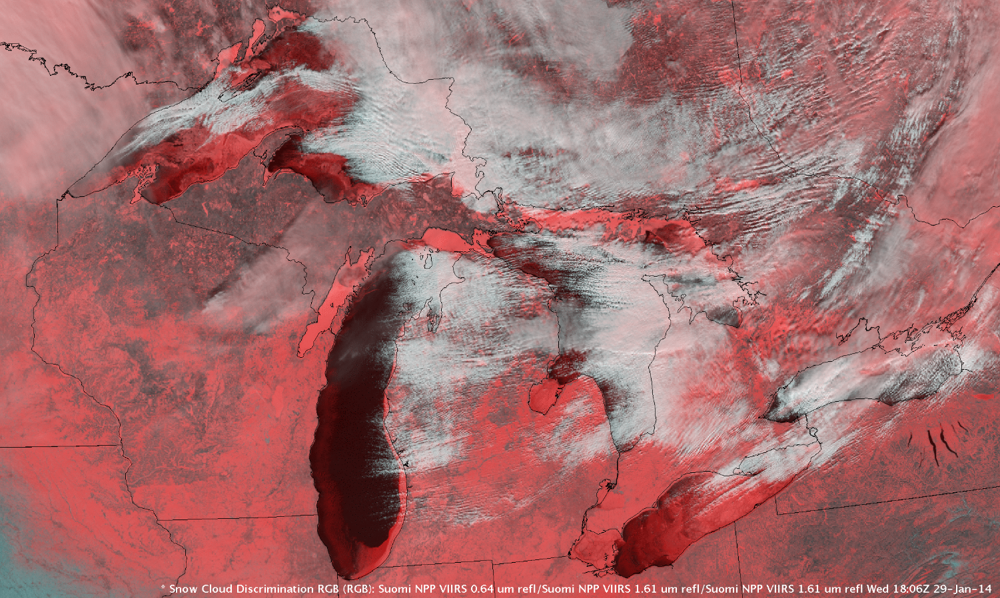 * Snow Cloud Discrimination RGB (RGB): Suomi NPP VIIRS 0.64 um refl/Suomi NPP VIIRS 1.61 um refl/Suomi NPP VIIRS 1.61 um refl Wed 18:06Z 29-Jan-14